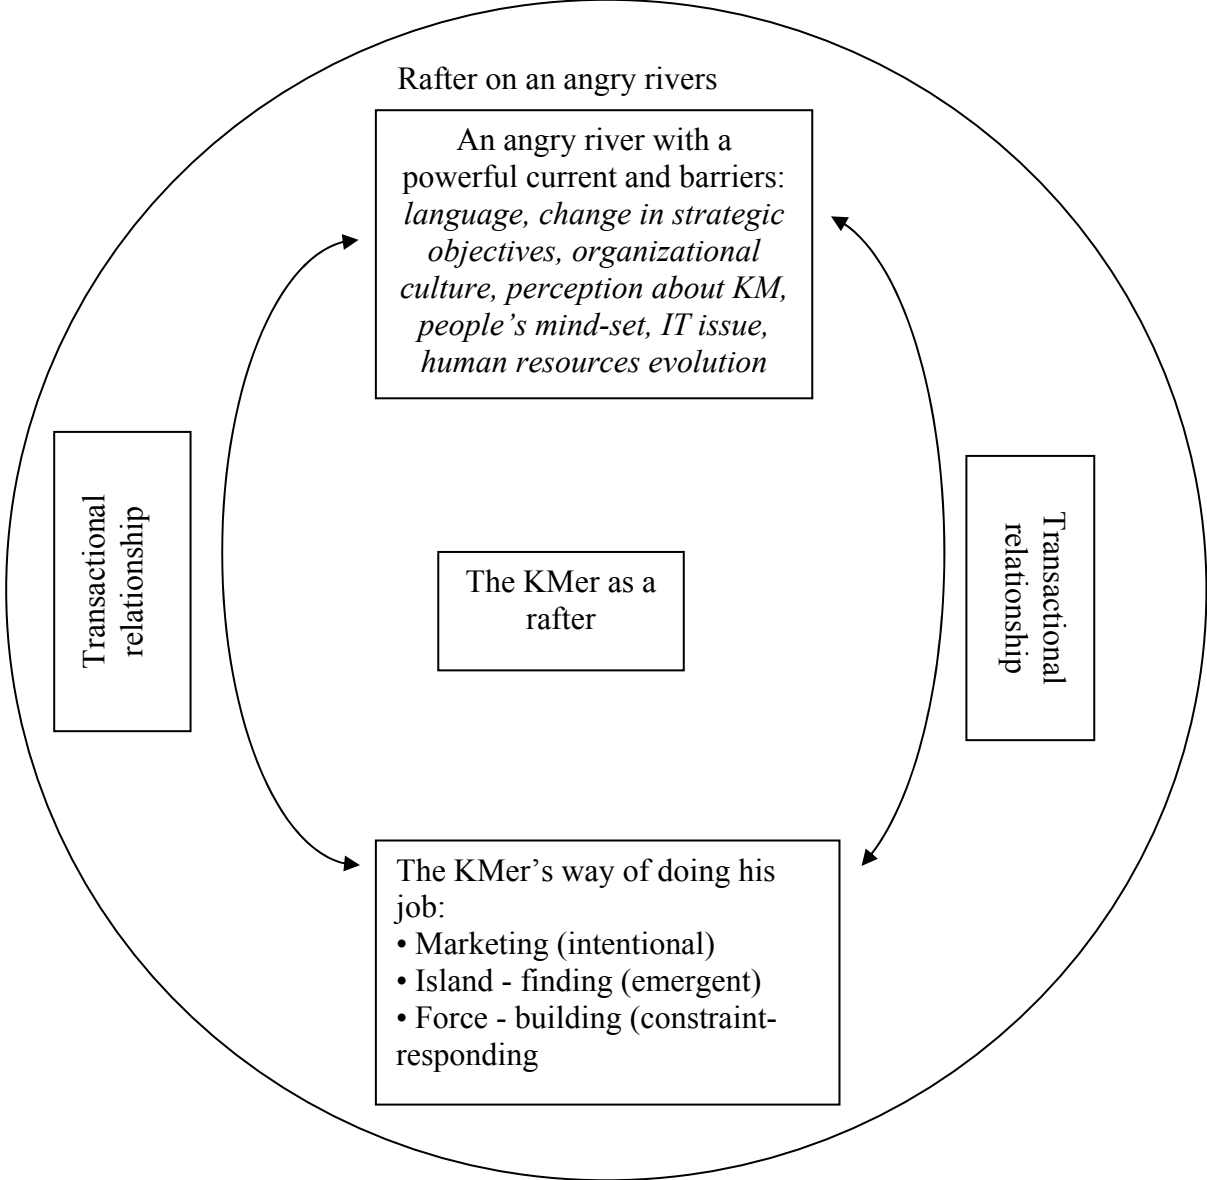 Rafter on an angry rivers
An angry river with a
powerful current and barriers:
language, change in strategic
objectives, organizational
culture, perception about KM,
people’s mind-set, IT issue,
human resources evolution
Transactional
relationship
The KMer as a
rafter
Transactional
relationship
The KMer’s way of doing his
job:
• Marketing (intentional)
• Island - finding (emergent)
• Force - building (constraint-
responding